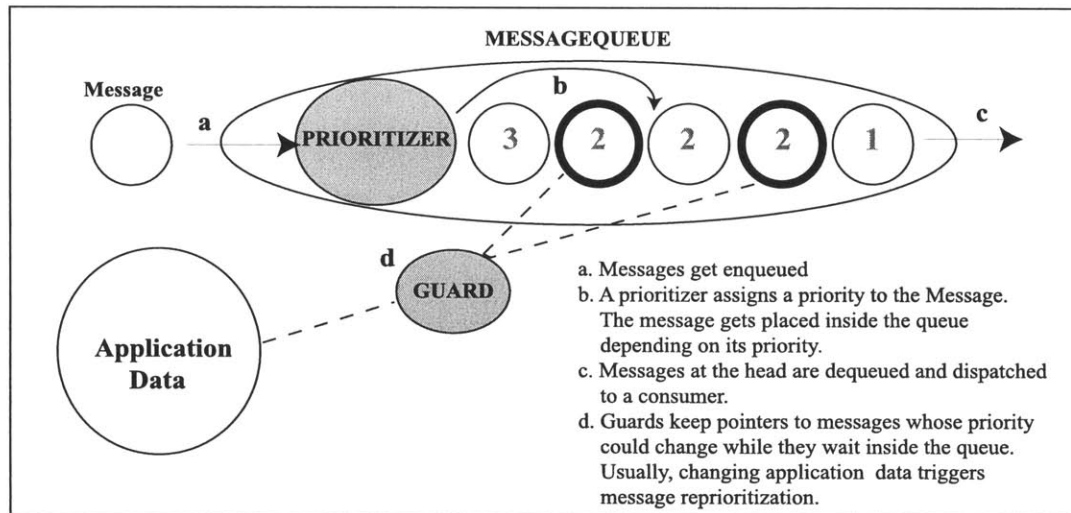 MESSAGEQUEUE
Message
a
b
c
PRIORITIZER
3
2
2
2
1
d
GUARD
Application
Data
a. Messages get enqueued
b. A prioritizer assigns a priority to the Message.
The message gets placed inside the queue
depending on its priority.
c. Messages at the head are dequeued and dispatched
to a consumer.
d. Guards keep pointers to messages whose priority
could change while they wait inside the queue.
Usually, changing application data triggers
message reprioritization.